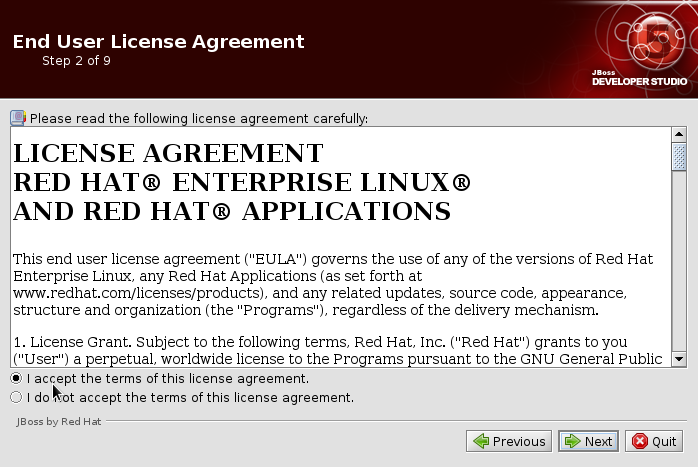 End User License Agreement
Step 2 of 9
5
JBoss
DEVELOPER STUDIO
Please read the following license agreement carefully:
LICENSE AGREEMENT
RED HAT® ENTERPRISE LINUX®
AND RED HAT® APPLICATIONS
This end user license agreement ("EULA") governs the use of any of the versions of Red Hat
Enterprise Linux, any Red Hat Applications (as set forth at
www.redhat.com/licenses/products), and any related updates, source code, appearance,
structure and organization (the "Programs"), regardless of the delivery mechanism.
1. License Grant. Subject to the following terms, Red Hat, Inc. ("Red Hat") grants to you
("User") a perpetual, worldwide license to the Programs pursuant to the GNU General Public
I accept the terms of this license agreement.
I do not accept the terms of this license agreement.
JBoss by Red Hat
Previous
Next
Quit